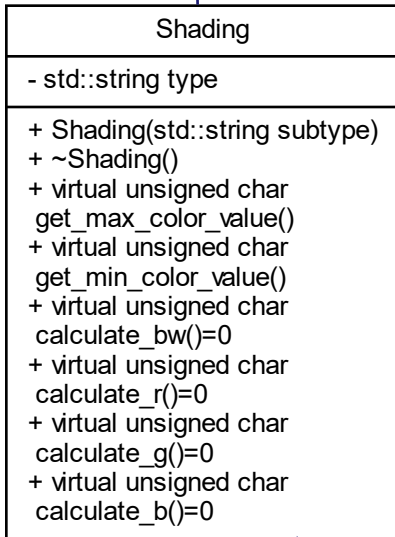 Shading
- std::string type
+ Shading(std::string subtype)
+ ~Shading()
+ virtual unsigned char
get_max_color_value()
+ virtual unsigned char
get_min_color_value()
+ virtual unsigned char
calculate_bw()=0
+ virtual unsigned char
calculate_r()=0
+ virtual unsigned char
calculate_g()=0
+ virtual unsigned char
calculate_b()=0